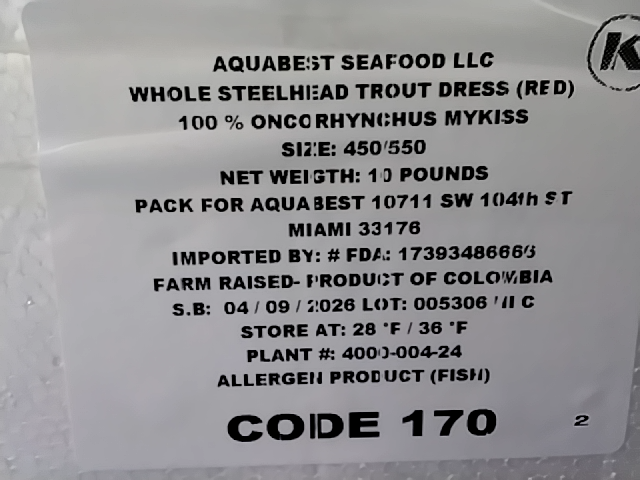 K
AQUABEST SEAFOOD LLC
WHOLE STEELHEAD TROUT DRESS (RED)
100 % ONCORHYNCHUS MYKISS
SIZE: 450/550
NET WEIGTH: 10 POUNDS
PACK FOR AQUABEST 10711 SW 104th ST
MIAMI 33176
IMPORTED BY: # FDA: 17393486666
FARM RAISED- PRODUCT OF COLOMBIA
S.B: 04 / 09 / 2026 LOT: 005306 / II C
STORE AT: 28 °F / 36 °F
PLANT #: 4000-004-24
ALLERGEN PRODUCT (FISH)
CODE 170 2